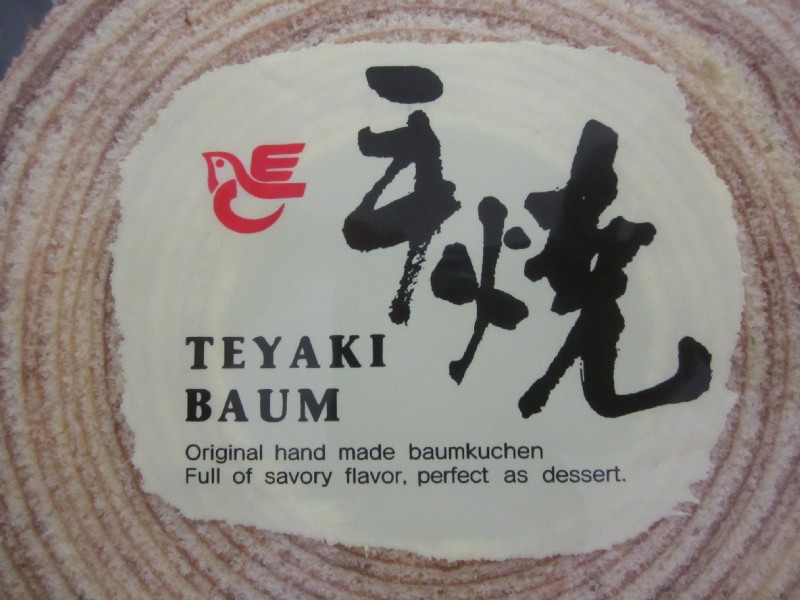 手焼
TEYAKI
BAUM
Original hand made baumkuchen
Full of savory flavor, perfect as dessert.